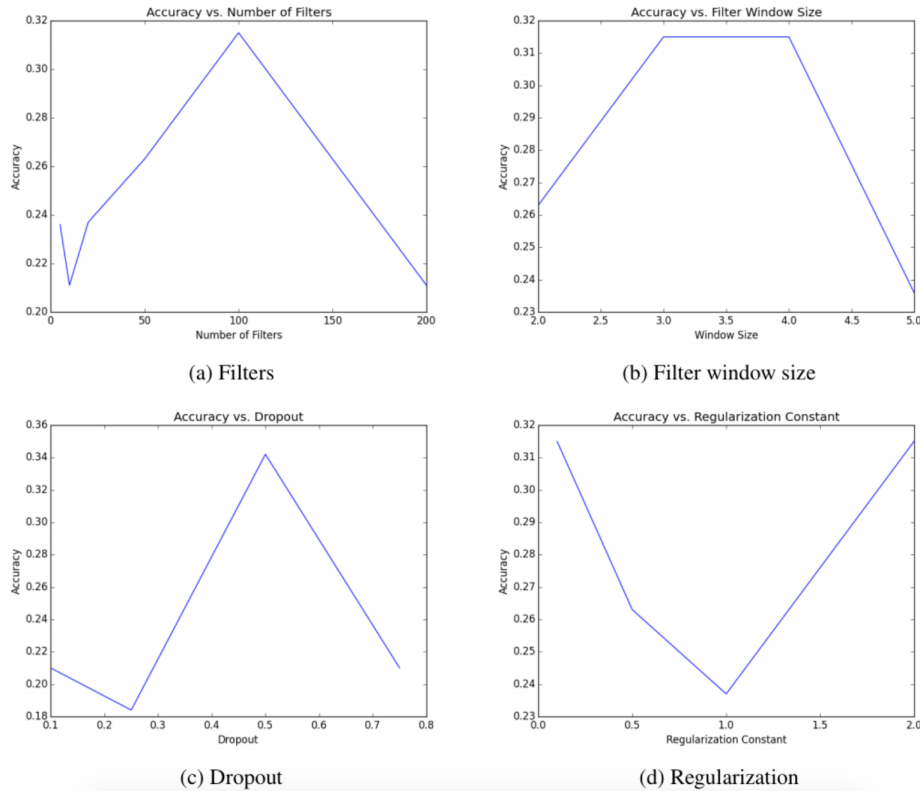 Accuracy vs. Number of Filters
0.32
0.30
0.28
0.26
0.24
0.22
0.20
Accuracy
0 50 100 150 200
Number of Filters
(a) Filters
Accuracy vs. Filter Window Size
0.32
0.31
0.30
0.29
0.28
0.27
0.26
0.25
0.24
0.23
Accuracy
2.0 2.5 3.0 3.5 4.0 4.5 5.0
Window Size
(b) Filter window size
Accuracy vs. Dropout
0.36
0.34
0.32
0.30
0.28
0.26
0.24
0.22
0.20
0.18
Accuracy
0.1 0.2 0.3 0.4 0.5 0.6 0.7 0.8
Dropout
(c) Dropout
Accuracy vs. Regularization Constant
0.32
0.31
0.30
0.29
0.28
0.27
0.26
0.25
0.24
0.23
Accuracy
0.0 0.5 1.0 1.5 2.0
Regularization Constant
(d) Regularization